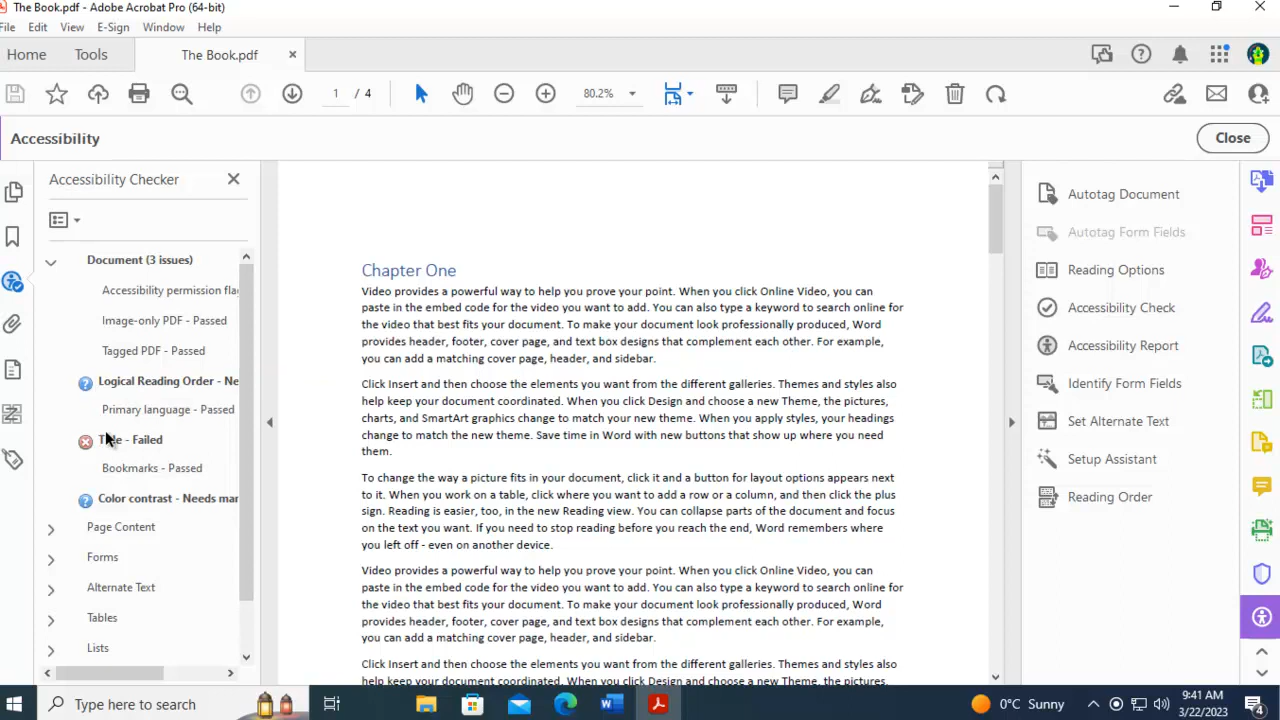 The Book.pdf - Adobe Acrobat Pro (64-bit)
File Edit View E-Sign Window Help
Home Tools The Book.pdf
1 / 4 80.2%
Accessibility
Close
Accessibility Checker
Document (3 issues)
Accessibility permission flag
Image-only PDF - Passed
Tagged PDF - Passed
Logical Reading Order - Ne
Primary language - Passed
Failed
Bookmarks - Passed
Color contrast - Needs mar
Page Content
Forms
Alternate Text
Tables
Lists
Chapter One
Video provides a powerful way to help you prove your point. When you click Online Video, you can
paste in the embed code for the video you want to add. You can also type a keyword to search online for
the video that best fits your document. To make your document look professionally produced, Word
provides header, footer, cover page, and text box designs that complement each other. For example,
you can add a matching cover page, header, and sidebar.
Click Insert and then choose the elements you want from the different galleries. Themes and styles also
help keep your document coordinated. When you click Design and choose a new Theme, the pictures,
charts, and SmartArt graphics change to match your new theme. When you apply styles, your headings
change to match the new theme. Save time in Word with new buttons that show up where you need
them.
To change the way a picture fits in your document, click it and a button for layout options appears next
to it. When you work on a table, click where you want to add a row or a column, and then click the plus
sign. Reading is easier, too, in the new Reading view. You can collapse parts of the document and focus
on the text you want. If you need to stop reading before you reach the end, Word remembers where
you left off - even on another device.
Video provides a powerful way to help you prove your point. When you click Online Video, you can
paste in the embed code for the video you want to add. You can also type a keyword to search online for
the video that best fits your document. To make your document look professionally produced, Word
provides header, footer, cover page, and text box designs that complement each other. For example,
you can add a matching cover page, header, and sidebar.
Click Insert and then choose the elements you want from the different galleries. Themes and styles also
help keep your document coordinated. When you click Design and choose a new Theme, the pictures,
Autotag Document
Autotag Form Fields
Reading Options
Accessibility Check
Accessibility Report
Identify Form Fields
Set Alternate Text
Setup Assistant
Reading Order
Type here to search
0°C Sunny
9:41 AM
3/22/2023
4